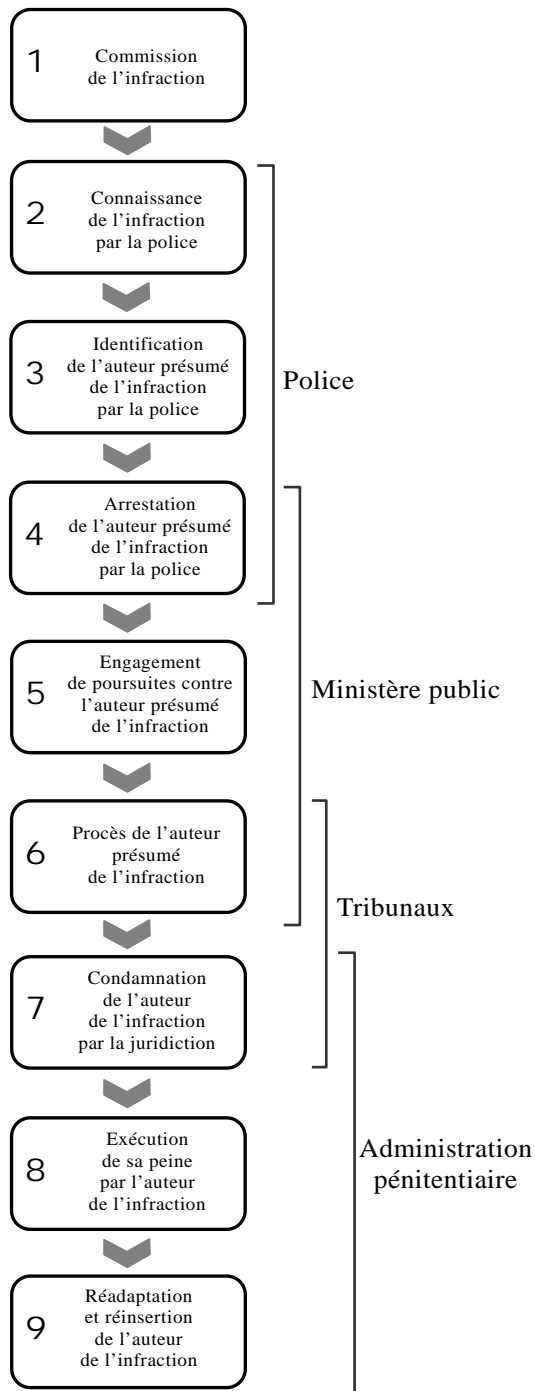 1
Commission
de l’infraction
2
Connaissance
de l’infraction
par la police
3
Identification
de l’auteur présumé
de l’infraction
par la police
Police
4
Arrestation
de l’auteur présumé
de l’infraction
par la police
5
Engagement
de poursuites contre
l’auteur présumé
de l’infraction
Ministère public
6
Procès de l’auteur
présumé
de l’infraction
Tribunaux
7
Condamnation
de l’auteur
de l’infraction
par la juridiction
8
Exécution
de sa peine
par l’auteur
de l’infraction
Administration
pénitentiaire
9
Réadaptation
et réinsertion
de l’auteur
de l’infraction